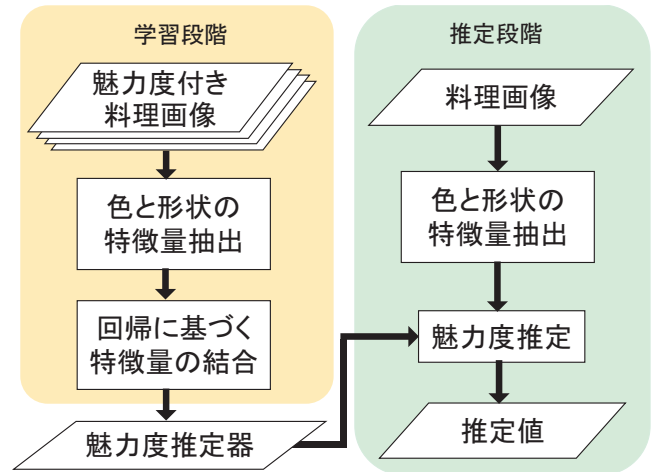 学習段階
魅力度付き
料理画像
色と形状の
特徴量抽出
回帰に基づく
特徴量の結合
魅力度推定器
推定段階
料理画像
色と形状の
特徴量抽出
魅力度推定
推定値